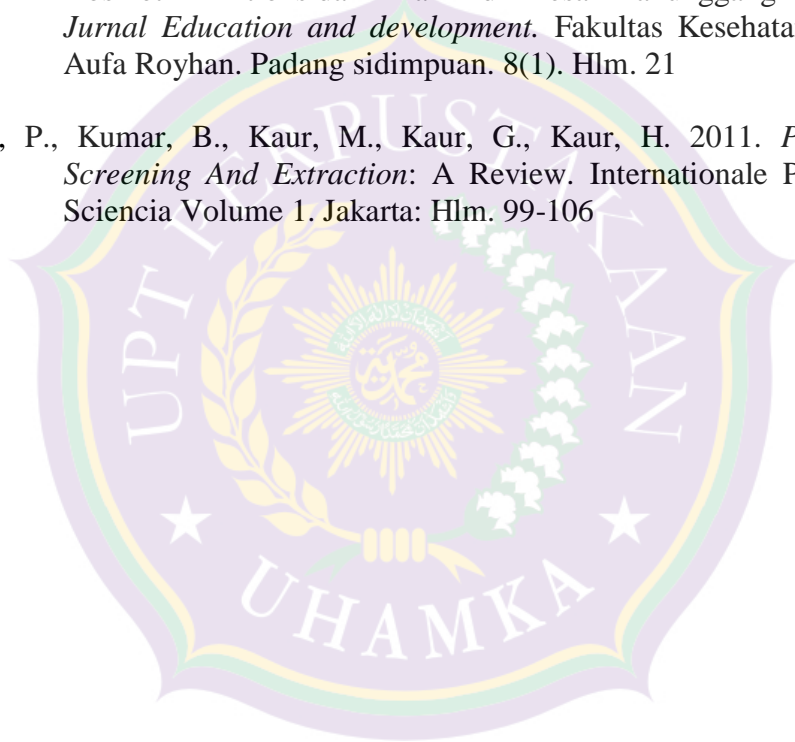 Jurnal Education and development. Fakultas Kesehata
Aufa Royhan. Padang sidimpuan. 8(1). Hlm. 21
, P., Kumar, B., Kaur, M., Kaur, G., Kaur, H. 2011. P
Screening And Extraction: A Review. Internationale P
Sciencia Volume 1. Jakarta: Hlm. 99-106
UPT PERPUSTAKAAN
UHAMKA